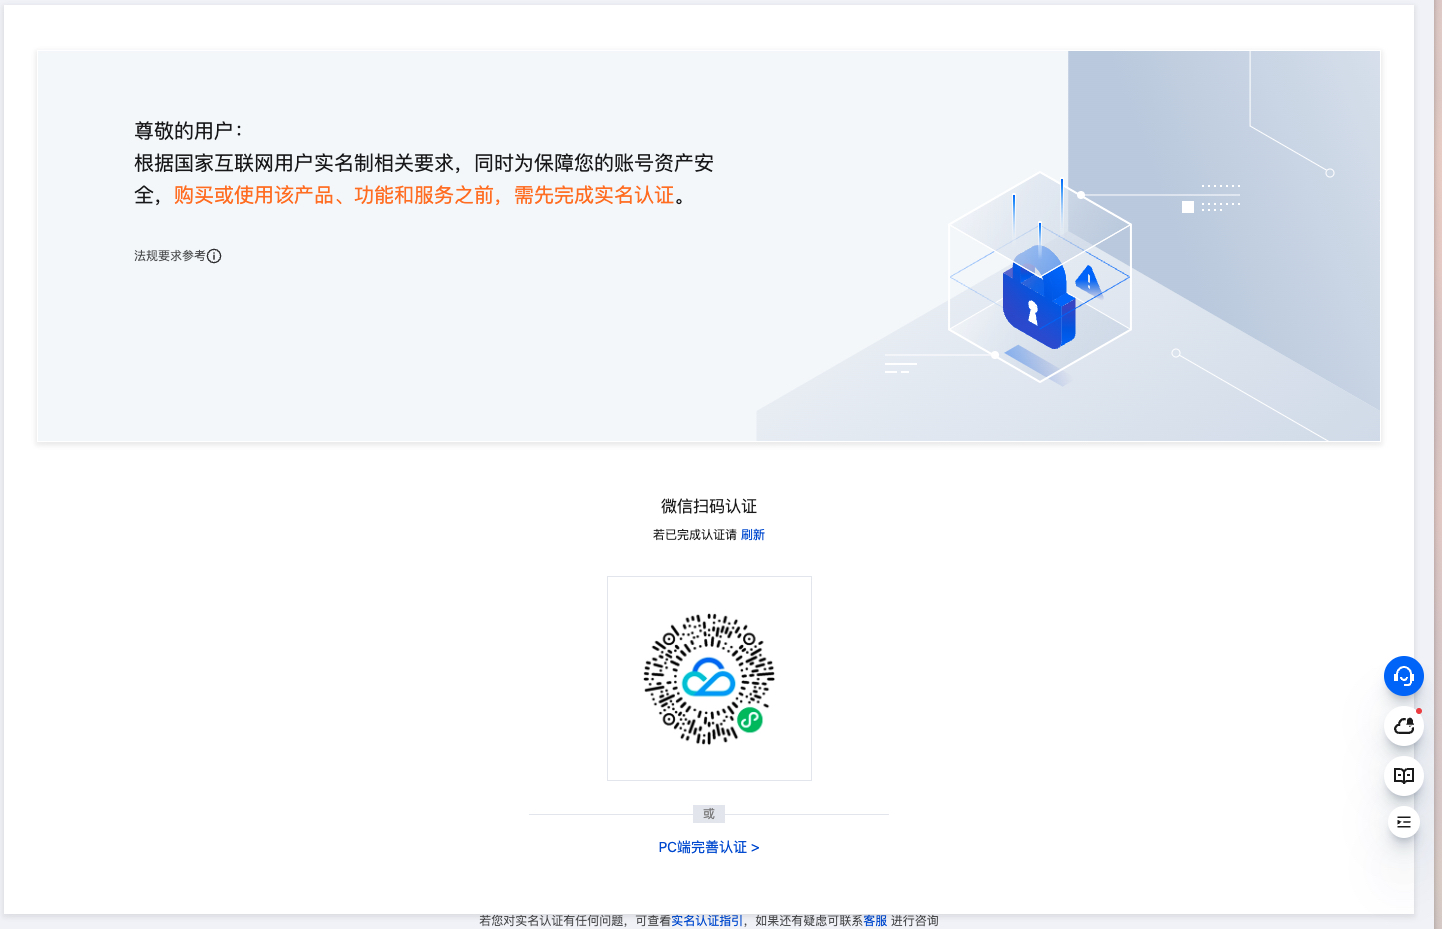 尊敬的用户：
根据国家互联网用户实名制相关要求，同时为保障您的账号资产安
全，购买或使用该产品、功能和服务之前，需先完成实名认证。
法规要求参考
微信扫码认证
若已完成认证请 刷新
或
PC端完善认证 >
若您对实名认证有任何问题，可查看实名认证指引，如果还有疑虑可联系客服 进行咨询